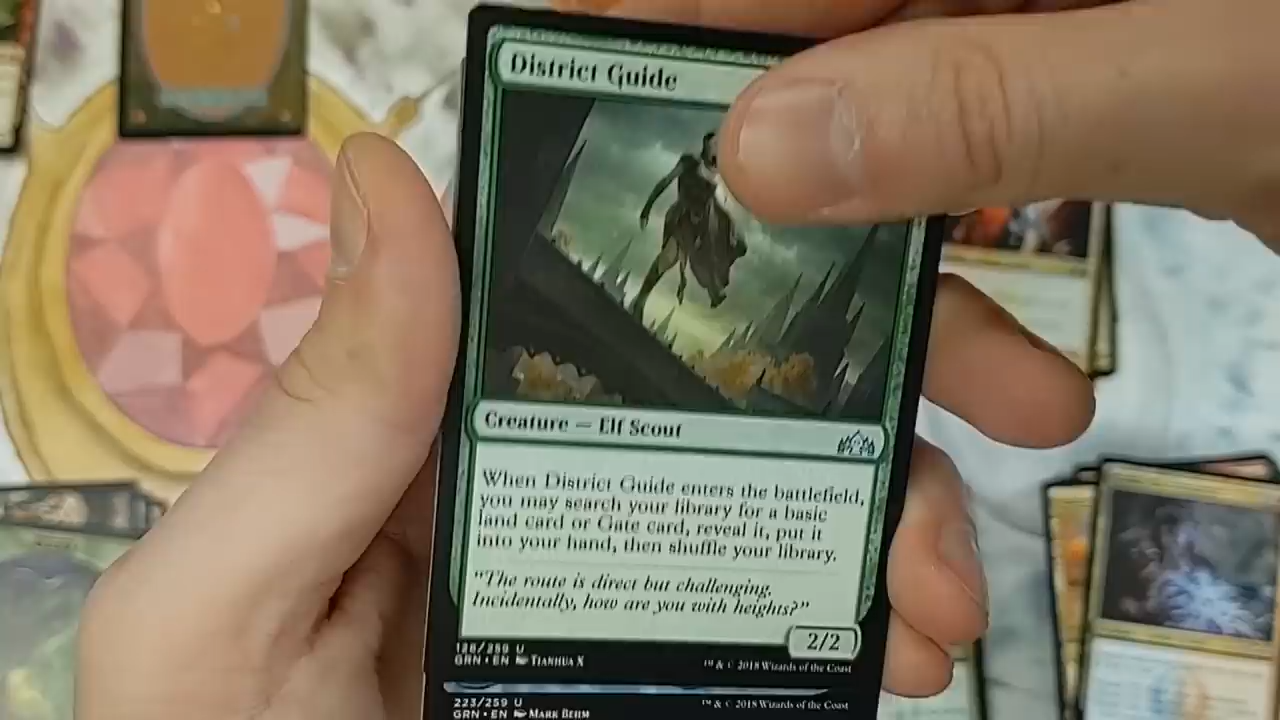 District Guide
Creature — Elf Scout
When District Guide enters the battlefield,
you may search your library for a basic
land card or Gate card, reveal it, put it
into your hand, then shuffle your library.
"The route is direct but challenging.
Incidentally, how are you with heights?"
2/2
128/259 U
GRN • EN Tianhua X
™ & © 2018 Wizards of the Coast
223/259 U
GRN • EN Mark Behm
™ & © 2018 Wizards of the Coast